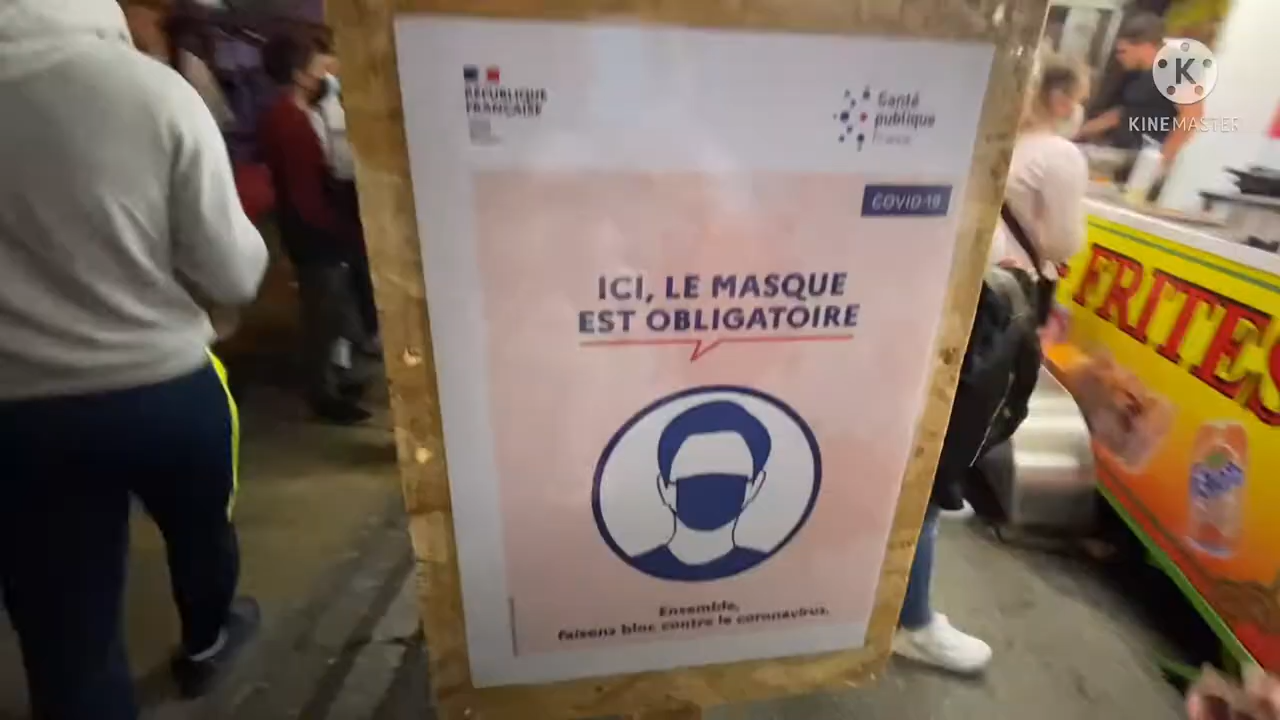 RÉPUBLIQUE
FRANÇAISE
Santé
publique
France
COVID-19
ICI, LE MASQUE
EST OBLIGATOIRE
Ensemble,
faisons bloc contre le coronavirus.
FRITES
KINEMASTER